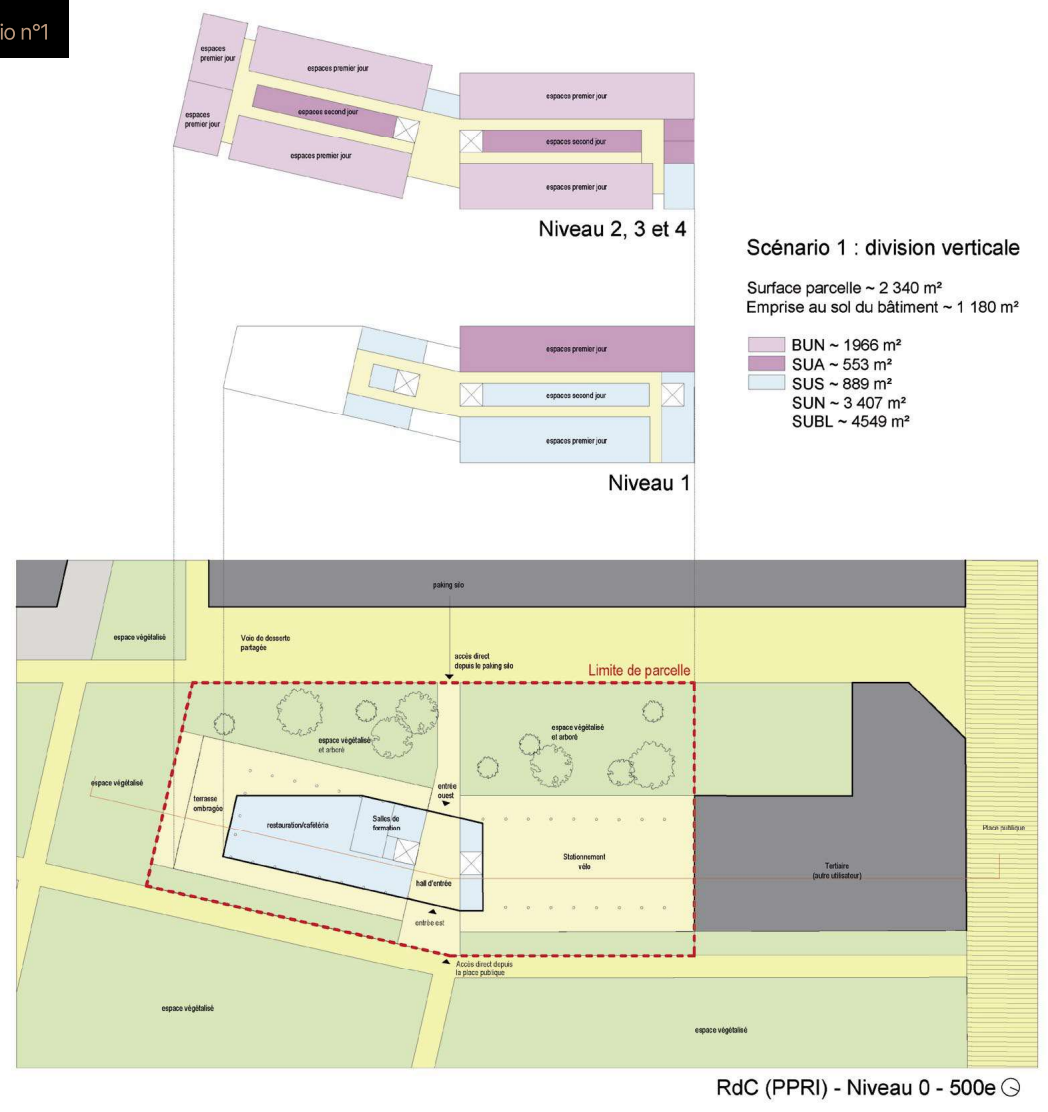 io n°1
espaces
premier jour
espaces premier jour
espaces premier jour
espaces second jour
espaces
premier jour
espaces second jour
espaces premier jour
espaces premier jour
Niveau 2, 3 et 4
Scénario 1 : division verticale
Surface parcelle ~ 2 340 m²
Emprise au sol du bâtiment ~ 1 180 m²
BUN ~ 1966 m²
SUA ~ 553 m²
SUS ~ 889 m²
SUN ~ 3 407 m²
SUBL ~ 4549 m²
espaces premier jour
espaces second jour
espaces premier jour
Niveau 1
paking silo
espace végétalisé
Voie de desserte
partagée
accés direct
depuis le paking silo
Limite de parcelle
espace végétalisé
et arboré
espace végétalisé
et arboré
espace végétalisé
terrasse
ombragée
entrée
ouest
restauration/cafétéria
Salles de
formation
Stationnement
vélo
Tertiaire
(autre utilisateur)
Place publique
hall d'entrée
entrée est
Accés direct depuis
la place publique
espace végétalisé
espace végétalisé
RdC (PPRI) - Niveau 0 - 500e